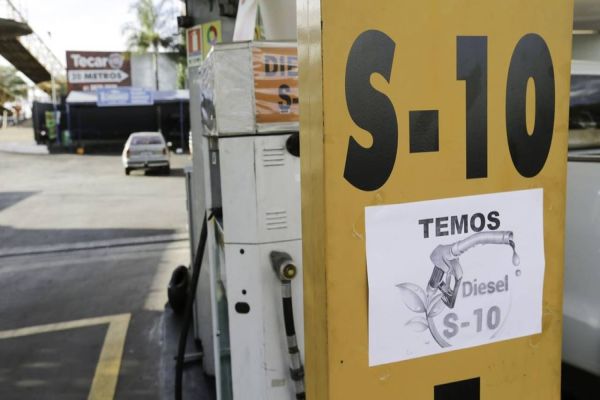 Tecar
20 METROS
DIE
S-
S-10
TEMOS
Diesel
S-10